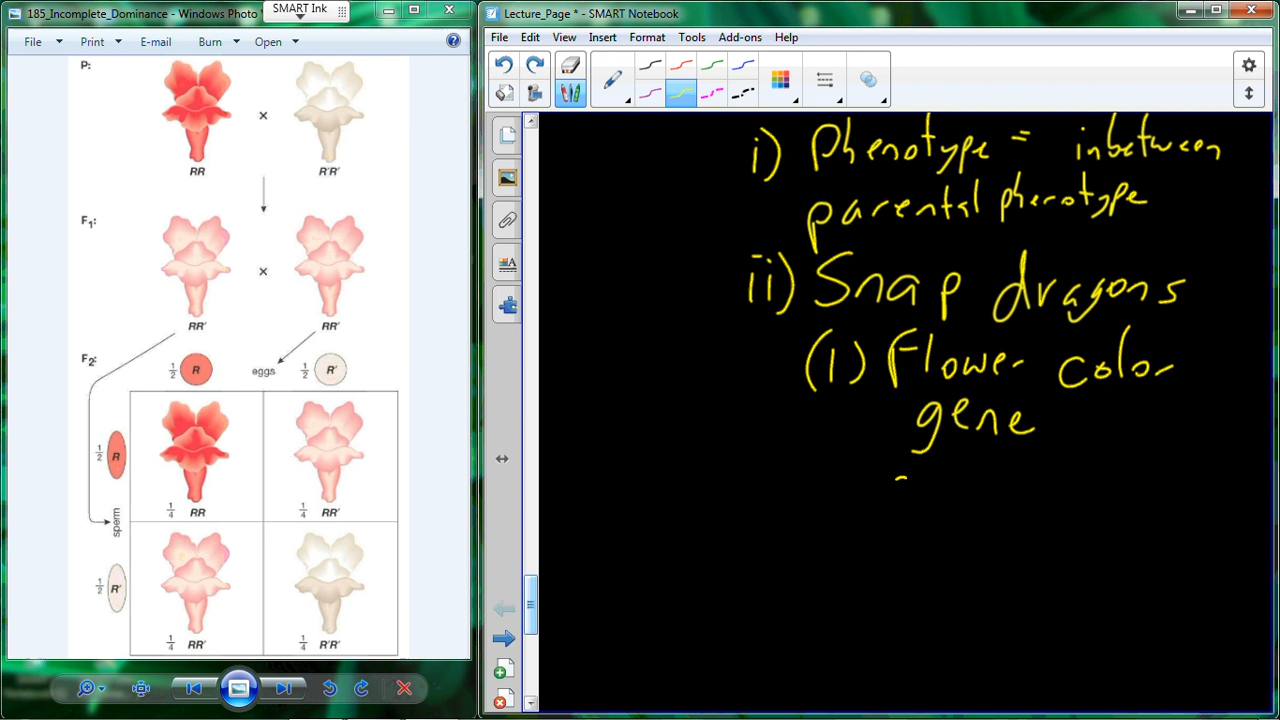 185_Incomplete_Dominance - Windows Photo V
SMART Ink
File Print E-mail Burn Open
P:
×
RR R'R'
F1:
×
RR' RR'
F2:
1/2 R eggs 1/2 R'
1/2 R
1/4 RR 1/4 RR'
sperm
1/2 R'
1/4 RR' 1/4 R'R'
Lecture_Page * - SMART Notebook
File Edit View Insert Format Tools Add-ons Help
i) Phenotype = inbetween
parental phenotype
ii) Snap dragons
(1) Flower color
gene